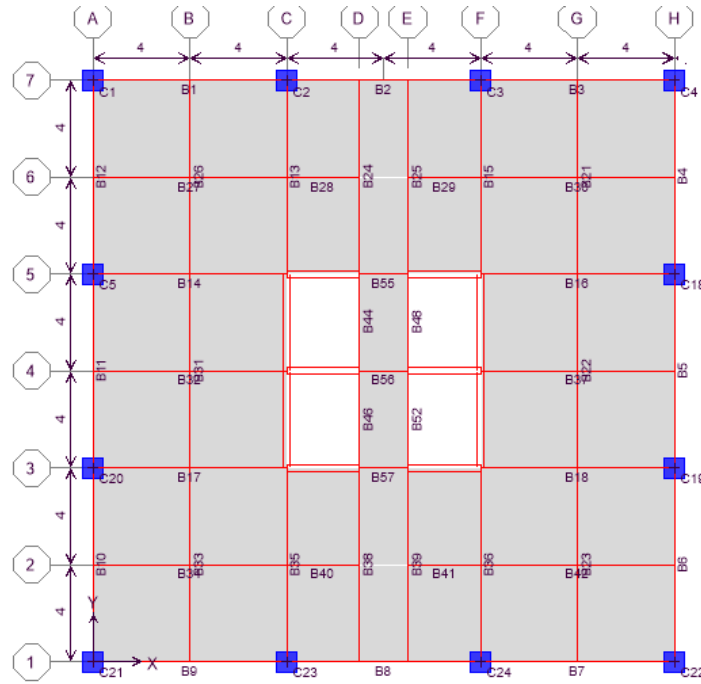 A B C D E F G H
4 4 4 4 4 4
7
C1 B1 C2 B2 C3 B3 C4
4
B12 B26 B13 B24 B25 B15 B21 B4
6
B27 B28 B29 B30
4
5
C5 B14 B55 B16 C18
4
B44 B48
4
B11 B31 B22 B5
B32 B56 B37
4
B46 B52
3
C20 B17 B57 B18 C19
4
B10 B33 B35 B38 B39 B36 B23 B6
2
B34 B40 B41 B42
4
Y
X
1
C21 B9 C23 B8 C24 B7 C22